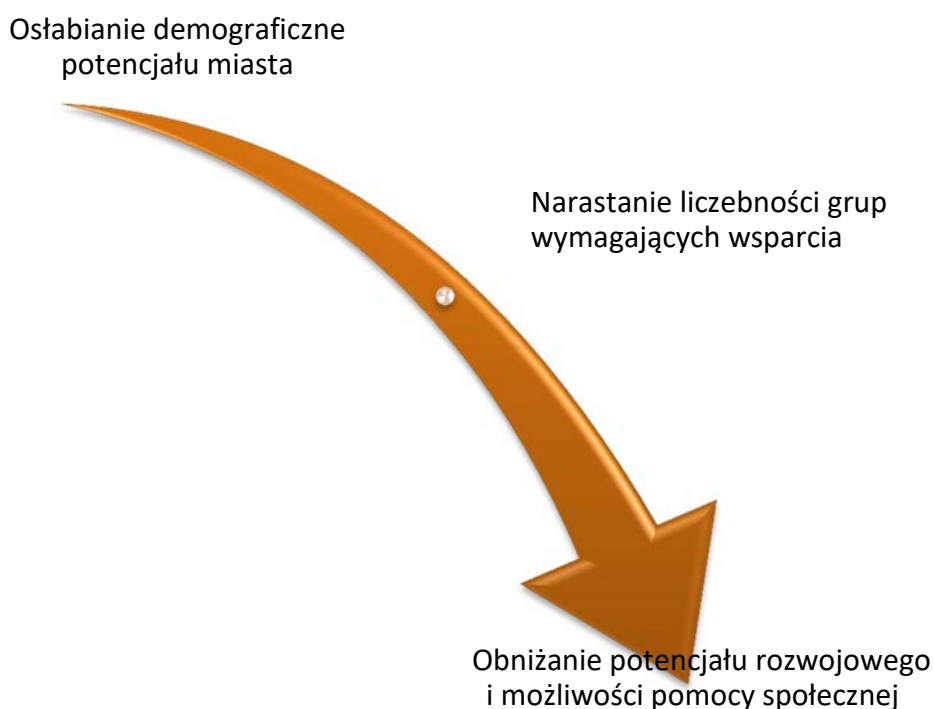 Osłabianie demograficzne
potencjału miasta
Narastanie liczebności grup
wymagających wsparcia
Obniżanie potencjału rozwojowego
i możliwości pomocy społecznej